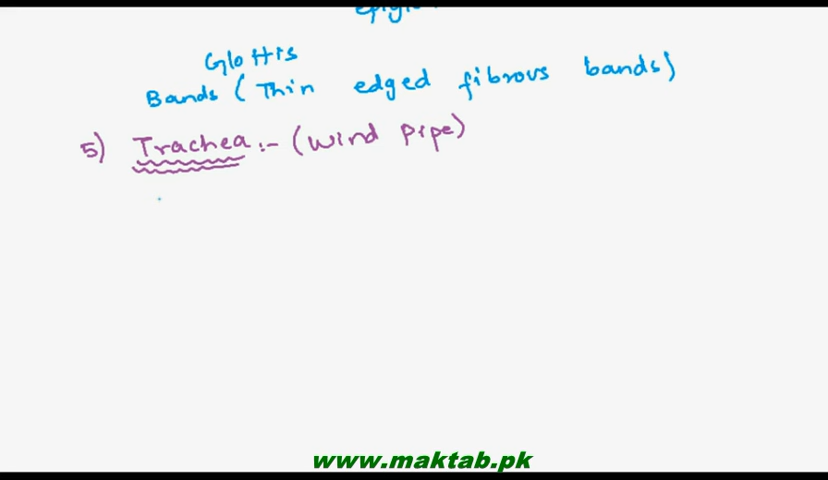 Glottis
Bands (Thin edged fibrous bands)
5) Trachea :- (Wind Pipe)
www.maktab.pk